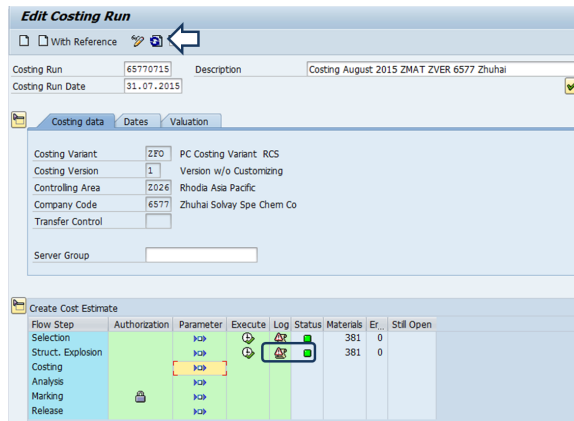 Edit Costing Run
With Reference
Costing Run 65770715 Description Costing August 2015 ZMAT ZVER 6577 Zhuhai
Costing Run Date 31.07.2015
Costing data Dates Valuation
Costing Variant ZFO PC Costing Variant RCS
Costing Version 1 Version w/o Customizing
Controlling Area Z026 Rhodia Asia Pacific
Company Code 6577 Zhuhai Solvay Spe Chem Co
Transfer Control
Server Group
Create Cost Estimate
Flow Step Authorization Parameter Execute Log Status Materials Er... Still Open
Selection 381 0
Struct. Explosion 381 0
Costing
Analysis
Marking
Release